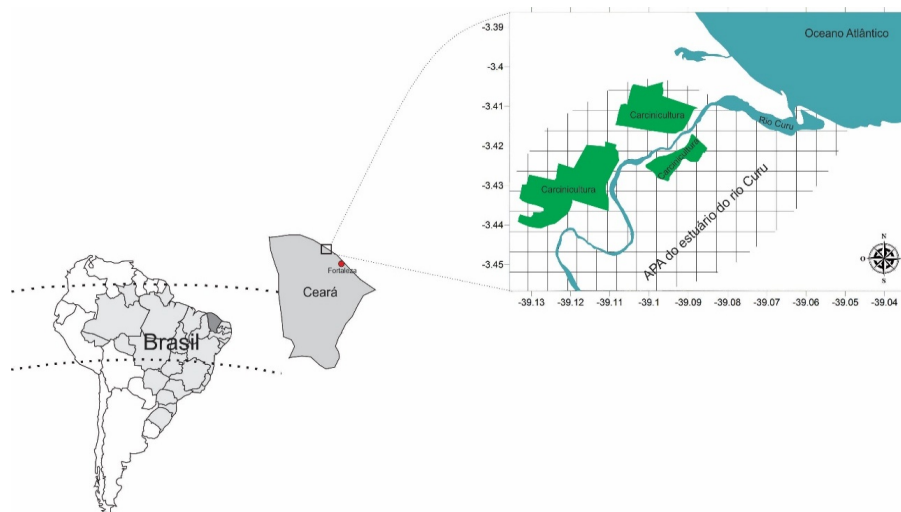 -3.39
-3.4
-3.41
-3.42
-3.43
-3.44
-3.45
Oceano Atlântico
Carcinicultura
Rio Curu
Carcinicultura
Carcinicultura
APA do estuário do rio Curu
N
O
S
-39.13 -39.12 -39.11 -39.1 -39.09 -39.08 -39.07 -39.06 -39.05 -39.04
Fortaleza
Ceará
Brasil